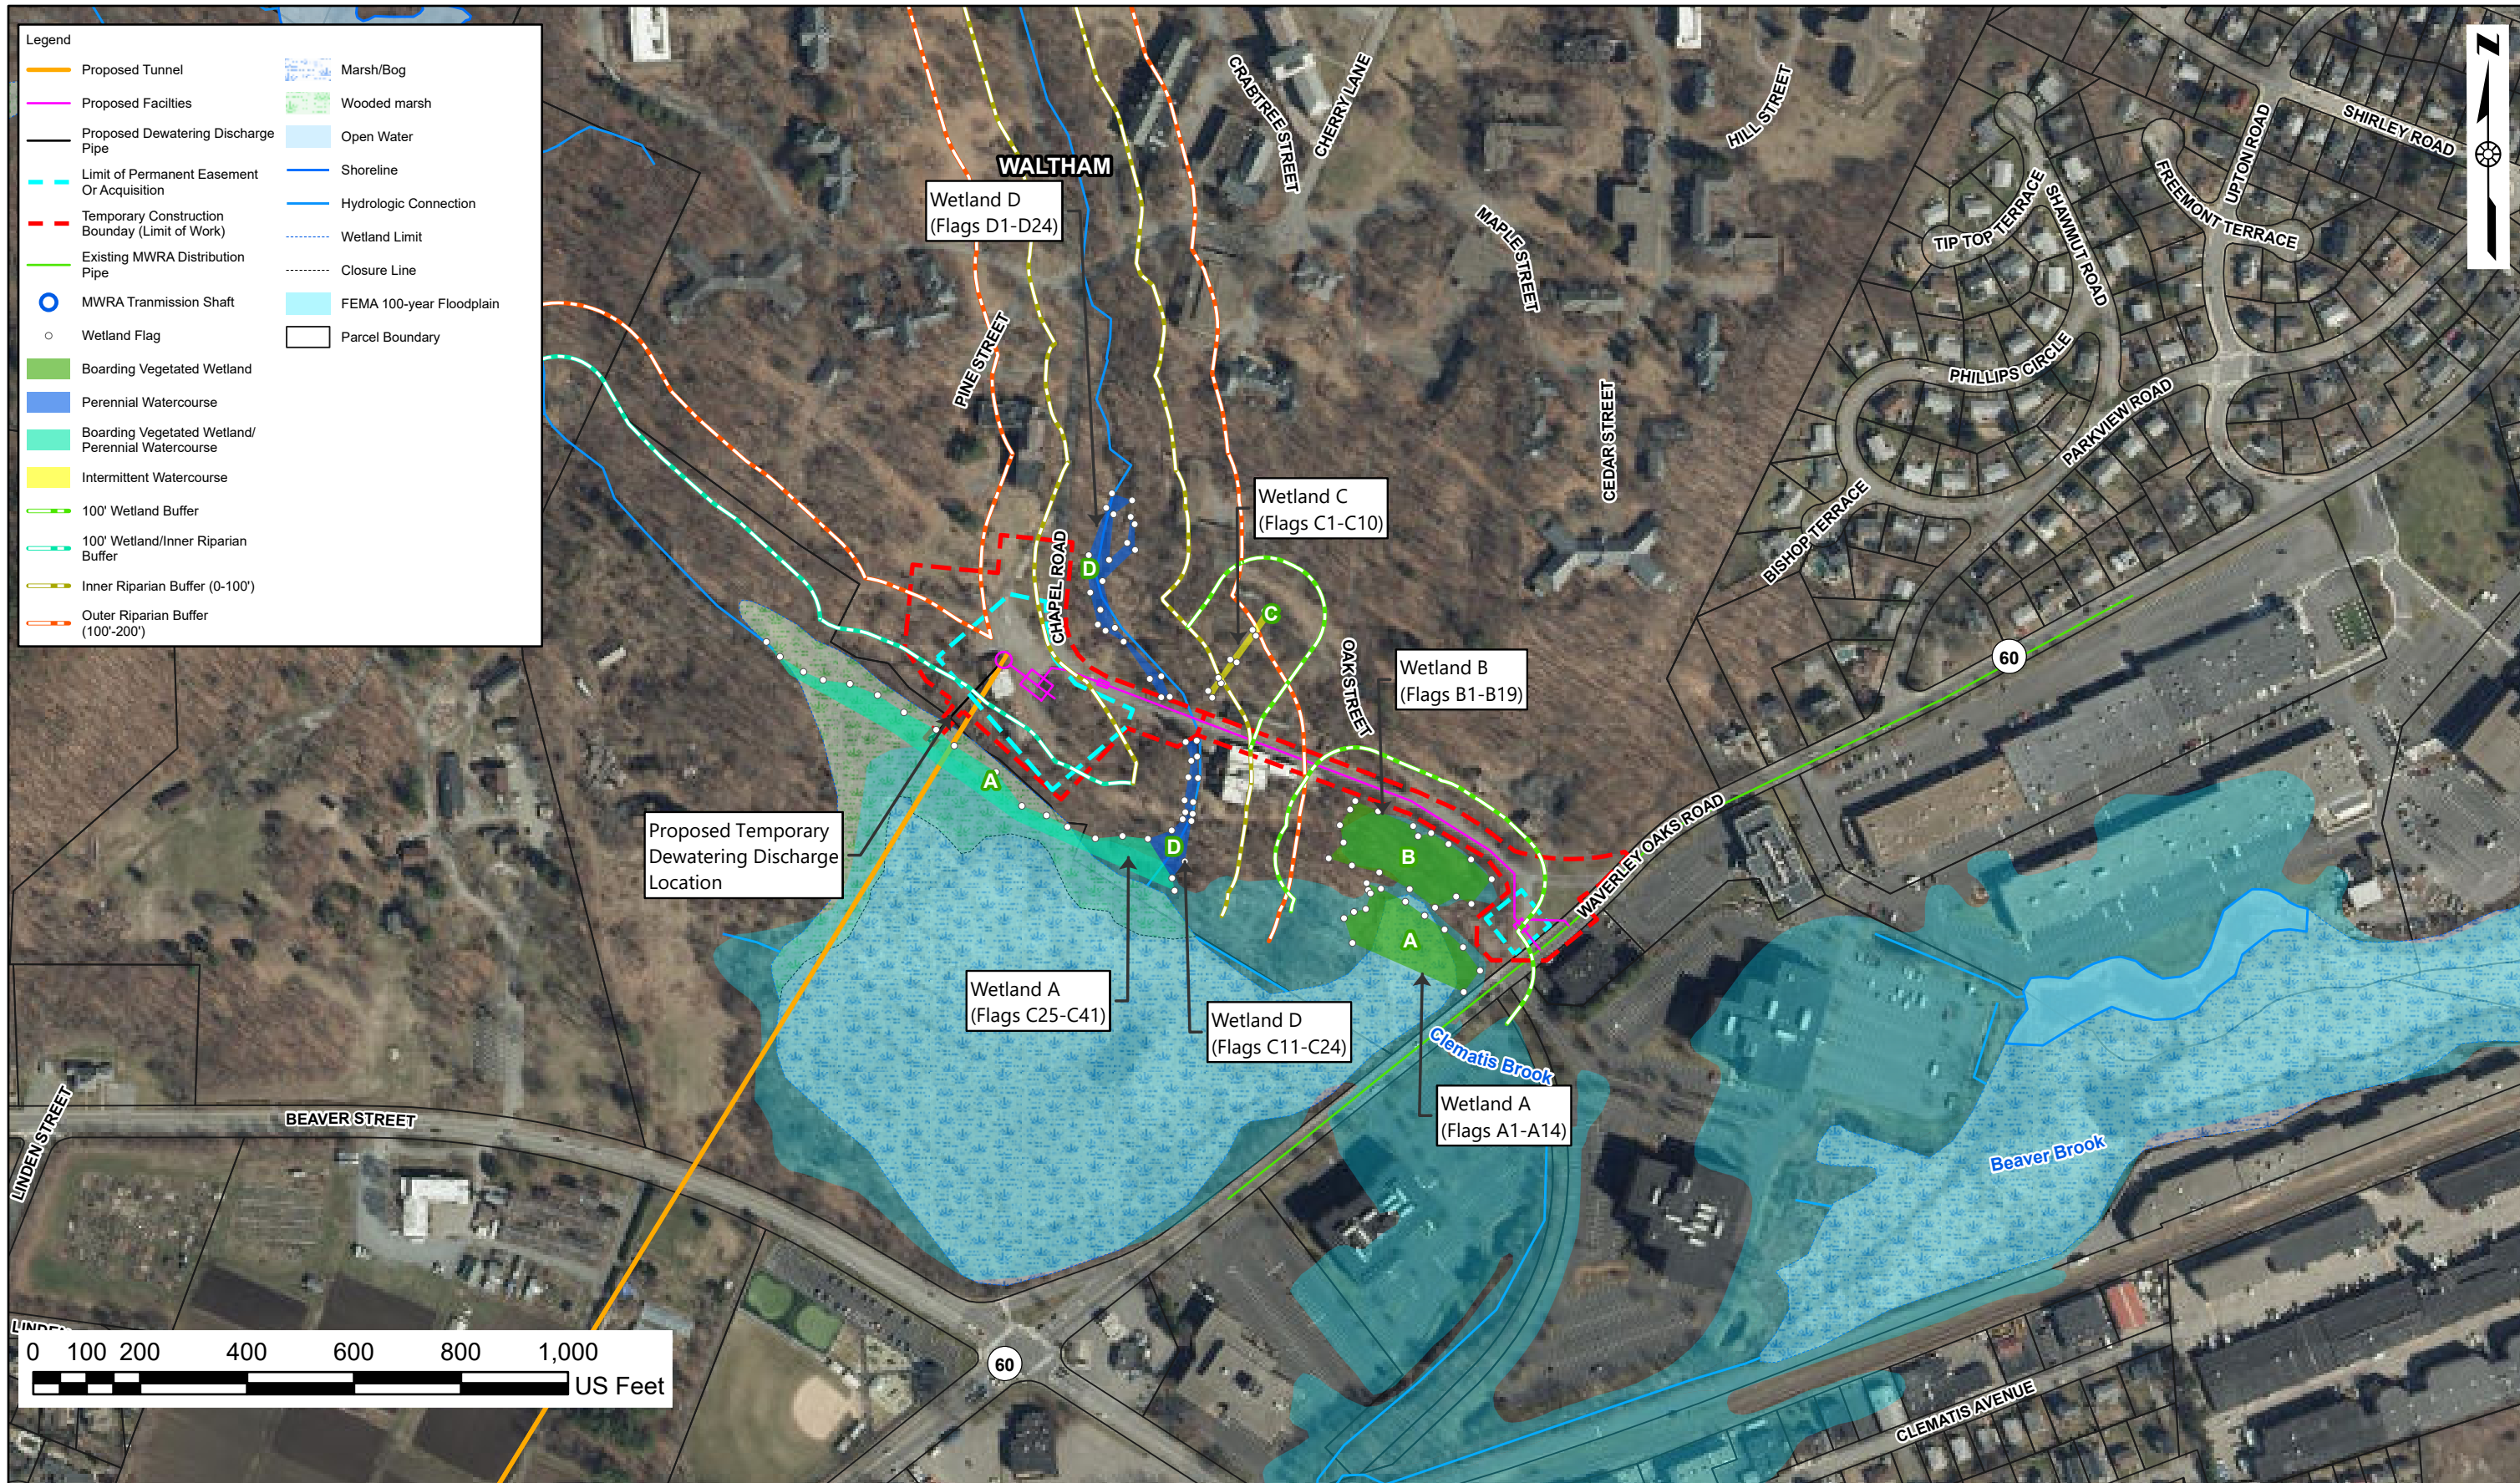 Legend
Proposed Tunnel
Proposed Facilties
Proposed Dewatering Discharge
Pipe
Limit of Permanent Easement
Or Acquisition
Temporary Construction
Bounday (Limit of Work)
Existing MWRA Distribution
Pipe
MWRA Tranmission Shaft
Wetland Flag
Boarding Vegetated Wetland
Perennial Watercourse
Boarding Vegetated Wetland/
Perennial Watercourse
Intermittent Watercourse
100' Wetland Buffer
100' Wetland/Inner Riparian
Buffer
Inner Riparian Buffer (0-100')
Outer Riparian Buffer
(100'-200')
Marsh/Bog
Wooded marsh
Open Water
Shoreline
Hydrologic Connection
Wetland Limit
Closure Line
FEMA 100-year Floodplain
Parcel Boundary
WALTHAM
Wetland D
(Flags D1-D24)
CRABTREE STREET
CHERRY LANE
HILL STREET
MAPLE STREET
CEDAR STREET
PINE STREET
CHAPEL ROAD
OAK STREET
SHIRLEY ROAD
UPTON ROAD
FREEMONT TERRACE
TIP TOP TERRACE
SHAWMUT ROAD
PHILLIPS CIRCLE
PARKVIEW ROAD
BISHOP TERRACE
N
Wetland C
(Flags C1-C10)
D
C
Wetland B
(Flags B1-B19)
60
WAVERLEY OAKS ROAD
A
D
B
A
Proposed Temporary
Dewatering Discharge
Location
Wetland A
(Flags C25-C41)
Wetland D
(Flags C11-C24)
Clematis Brook
Wetland A
(Flags A1-A14)
Beaver Brook
BEAVER STREET
LINDEN STREET
60
CLEMATIS AVENUE
0 100 200 400 600 800 1,000
US Feet